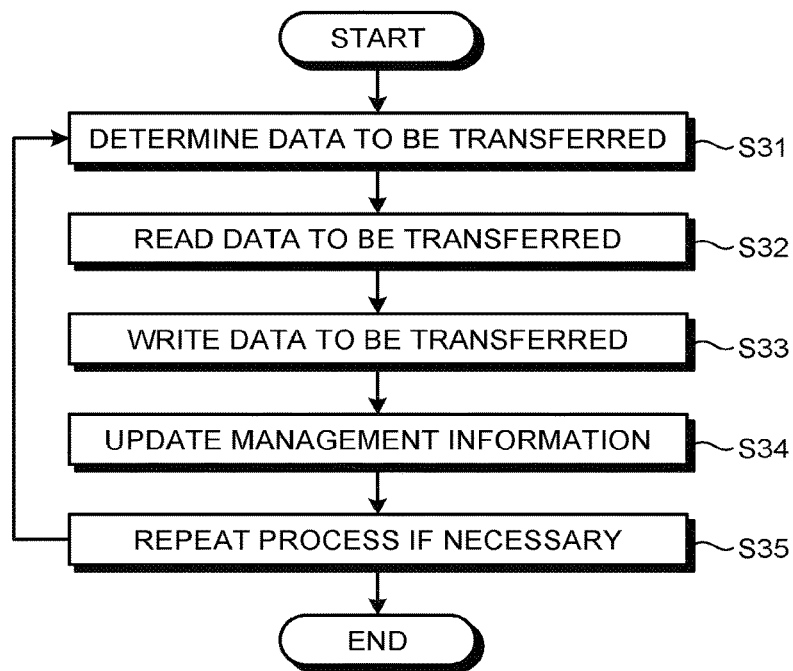 START
DETERMINE DATA TO BE TRANSFERRED
S31
READ DATA TO BE TRANSFERRED
S32
WRITE DATA TO BE TRANSFERRED
S33
UPDATE MANAGEMENT INFORMATION
S34
REPEAT PROCESS IF NECESSARY
S35
END